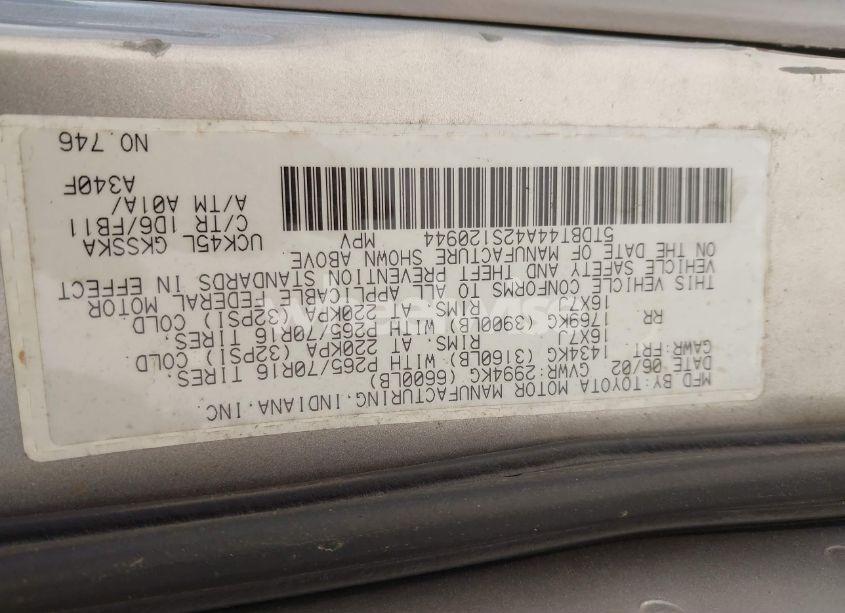 MFD BY:TOYOTA MOTOR MANUFACTURING,INDIANA,INC.
DATE 06/02 GVWR:2994KG (6600LB)
GAWR:FRT: 1434KG (3160LB) WITH P265/70R16 TIRES,
16X7J RIMS, AT 220KPA (32PSI) COLD
RR 1769KG (3900LB) WITH P265/70R16 TIRES,
16X7J RIMS, AT 220KPA (32PSI) COLD
THIS VEHICLE CONFORMS TO ALL APPLICABLE FEDERAL MOTOR
VEHICLE SAFETY AND THEFT PREVENTION STANDARDS IN EFFECT
ON THE DATE OF MANUFACTURE SHOWN ABOVE.
5TDBT44A42S120944 MPV
UCK45L GKSSKA
C/TR 1D6/FB11
A/TM A01A/
A340F
NO.746